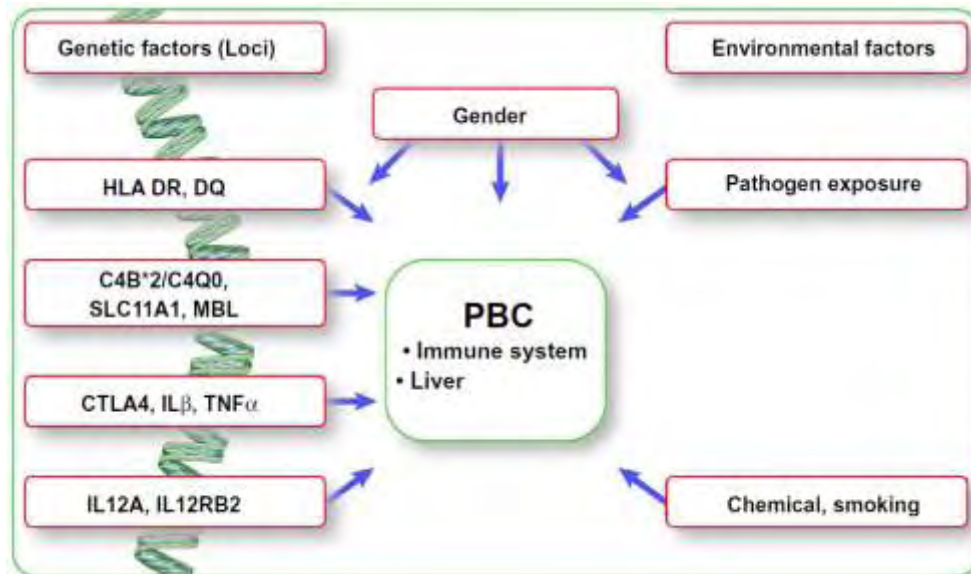 Genetic factors (Loci)
Environmental factors
Gender
HLA DR, DQ
Pathogen exposure
C4B*2/C4Q0,
SLC11A1, MBL
PBC
• Immune system
• Liver
CTLA4, ILβ, TNFα
IL12A, IL12RB2
Chemical, smoking